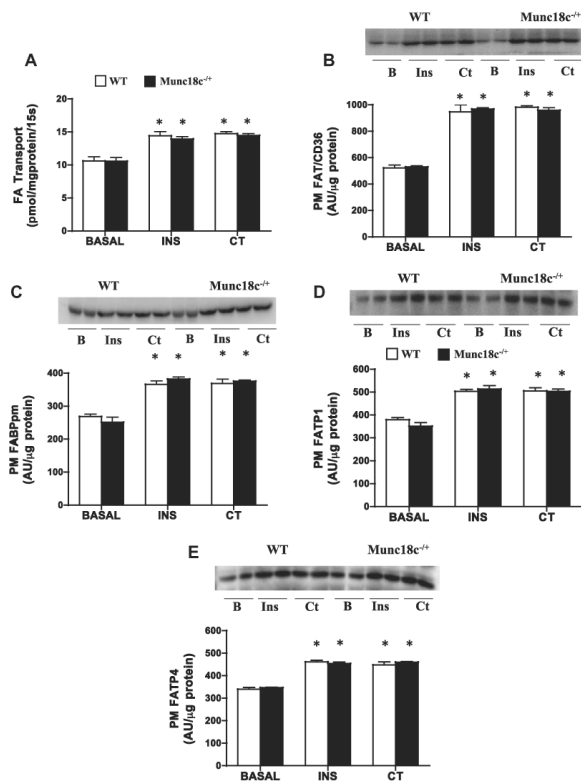 A
WT Munc18c-/+
FA Transport
(pmol/mgprotein/15s)
20
15
10
5
0
* * * *
BASAL INS CT
B
WT Munc18c-/+
B Ins Ct B Ins Ct
PM FAT/CD36
(AU/µg protein)
1000
800
600
400
200
0
* * * *
BASAL INS CT
C
WT Munc18c-/+
B Ins Ct B Ins Ct
PM FABPpm
(AU/µg protein)
400
300
200
100
0
* * * *
BASAL INS CT
D
WT Munc18c-/+
B Ins Ct B Ins Ct
WT Munc18c-/+
PM FATP1
(AU/µg protein)
600
500
400
300
200
100
0
* * * *
BASAL INS CT
E
WT Munc18c-/+
B Ins Ct B Ins Ct
PM FATP4
(AU/µg protein)
600
500
400
300
200
100
0
* * * *
BASAL INS CT